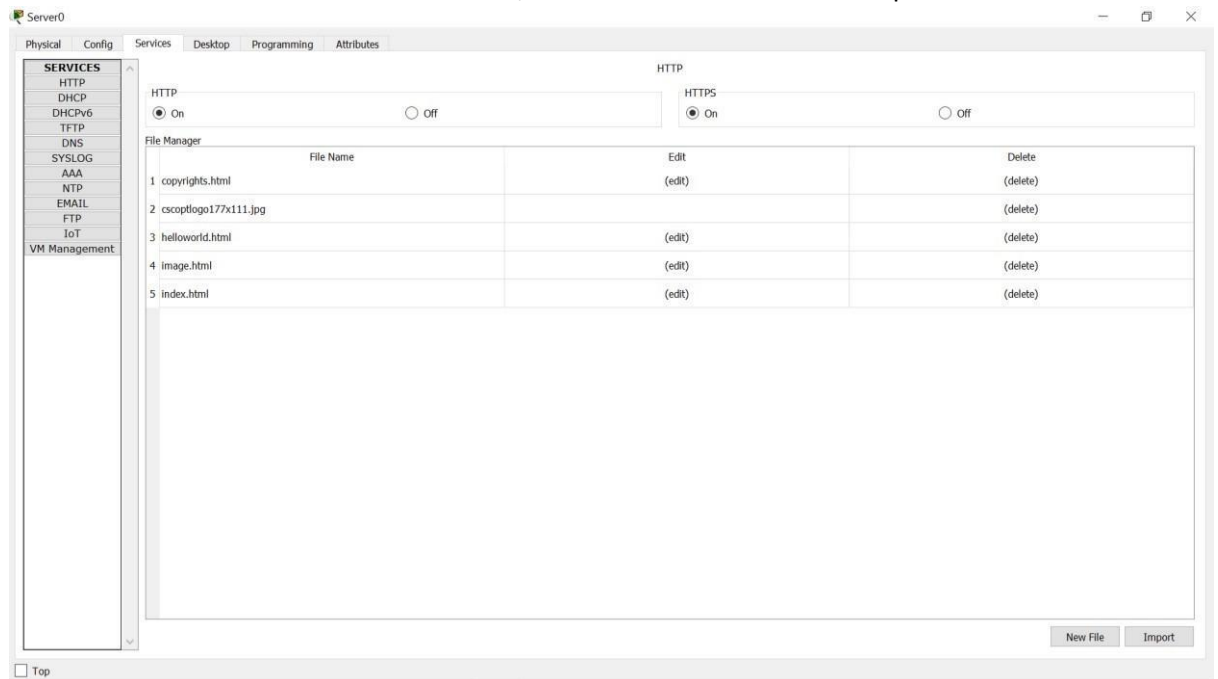 Server0
Physical Config Services Desktop Programming Attributes
SERVICES
HTTP
DHCP
DHCPv6
TFTP
DNS
SYSLOG
AAA
NTP
EMAIL
FTP
IoT
VM Management
HTTP
HTTP
On Off
HTTPS
On Off
File Manager
File Name Edit Delete
1 copyrights.html (edit) (delete)
2 cscoptlogo177x111.jpg (delete)
3 helloworld.html (edit) (delete)
4 image.html (edit) (delete)
5 index.html (edit) (delete)
New File Import
Top